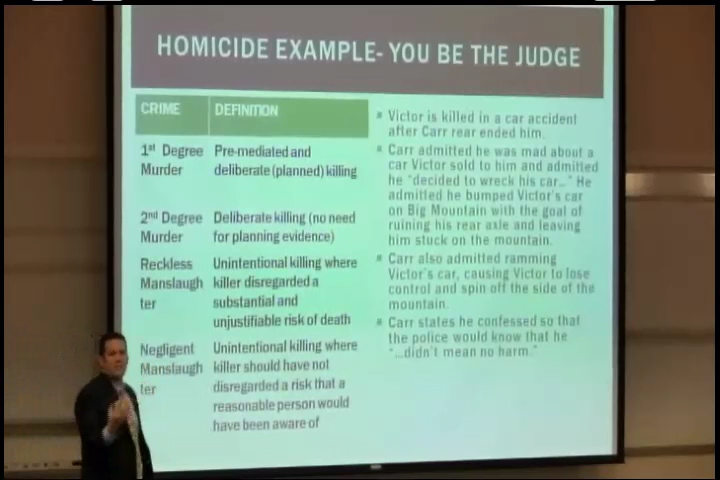 HOMICIDE EXAMPLE- YOU BE THE JUDGE
CRIME DEFINITION
1st Degree Pre-mediated and
Murder deliberate (planned) killing
2nd Degree Deliberate killing (no need
Murder for planning evidence)
Reckless Unintentional killing where
Manslaugh killer disregarded a
ter substantial and
unjustifiable risk of death
Negligent Unintentional killing where
Manslaugh killer should have not
ter disregarded a risk that a
reasonable person would
have been aware of
Victor is killed in a car accident
after Carr rear ended him.
Carr admitted he was mad about a
car Victor sold to him and admitted
he "decided to wreck his car..." He
admitted he bumped Victor's car
on Big Mountain with the goal of
ruining his rear axle and leaving
him stuck on the mountain.
Carr also admitted ramming
Victor's car, causing Victor to lose
control and spin off the side of the
mountain.
Carr states he confessed so that
the police would know that he
"...didn't mean no harm."